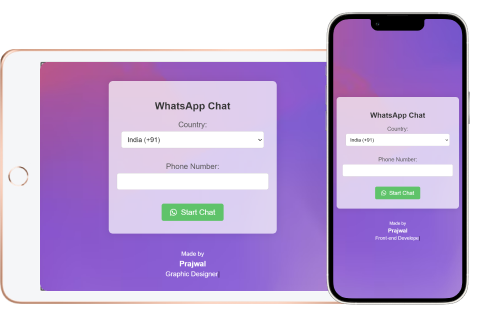 WhatsApp Chat
Country:
India (+91)
Phone Number:
Start Chat
Made by
Prajwal
Graphic Designer
WhatsApp Chat
Country:
India (+91)
Phone Number:
Start Chat
Made by
Prajwal
Front-end Develope